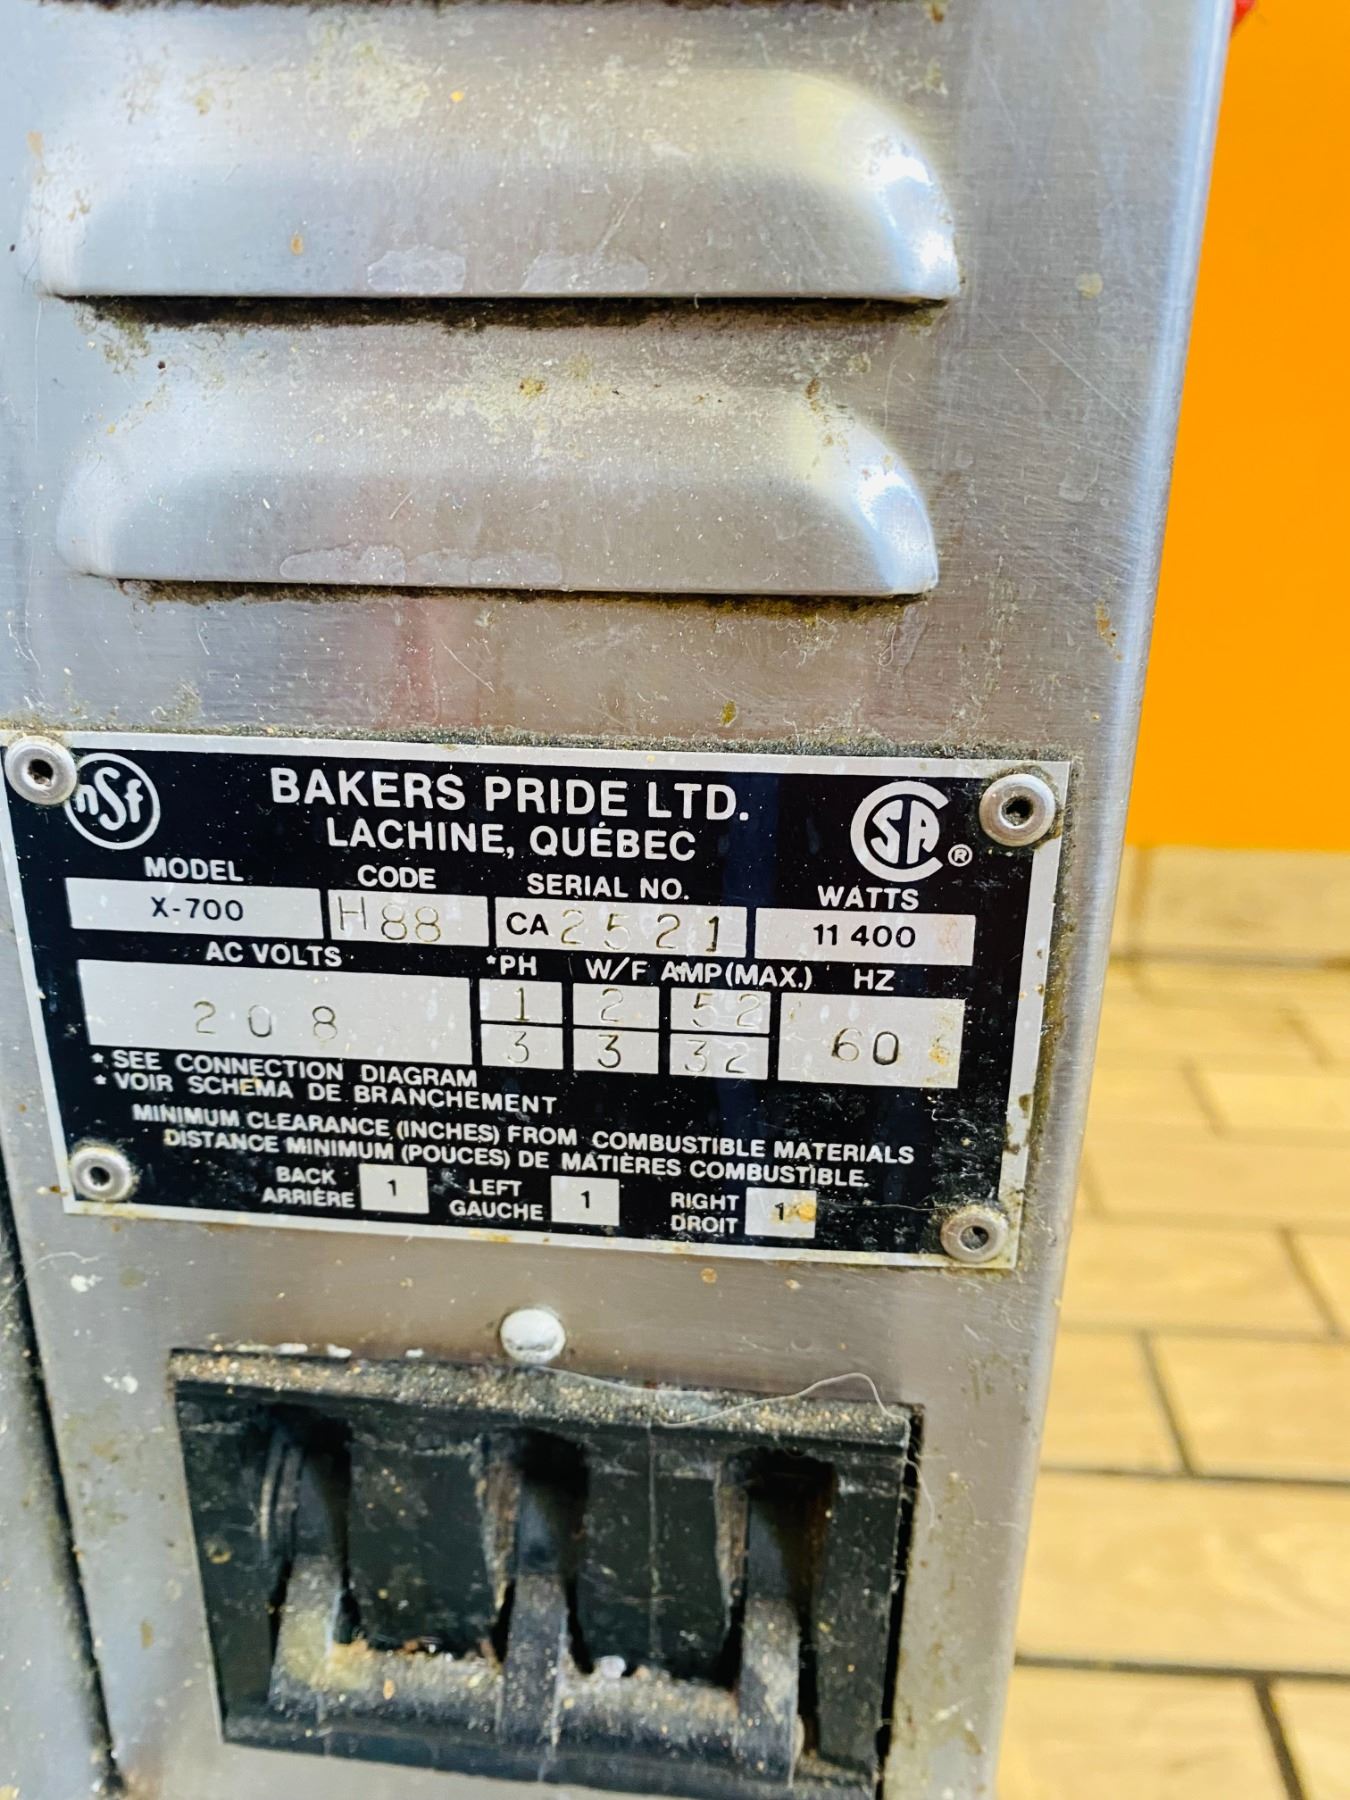 nSf
BAKERS PRIDE LTD.
LACHINE, QUÉBEC
SA ®
MODEL CODE SERIAL NO. WATTS
X-700 H88 CA 2521 11 400
AC VOLTS *PH W/F AMP(MAX.) HZ
208 1 2 52 60
3 3 32
* SEE CONNECTION DIAGRAM
* VOIR SCHEMA DE BRANCHEMENT
MINIMUM CLEARANCE (INCHES) FROM COMBUSTIBLE MATERIALS
DISTANCE MINIMUM (POUCES) DE MATIÈRES COMBUSTIBLE.
BACK 1 LEFT 1 RIGHT 1
ARRIÈRE GAUCHE DROIT